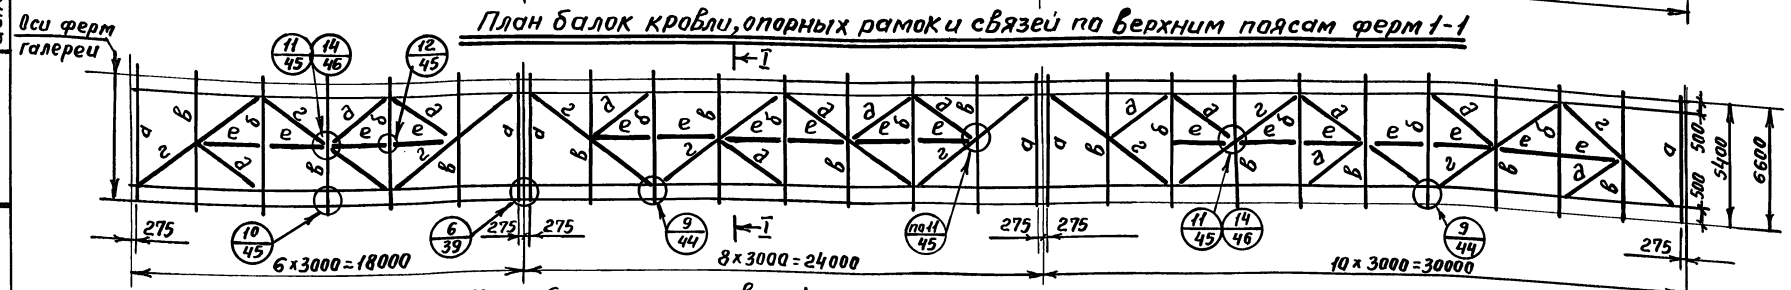 План балок кровли, опорных рамок и связей по верхним поясам ферм 1-1
Оси ферм
галереи
11
45
14
46
12
45
I
а
г
в
е
д
б
г
е
в
д
е
б
д
е
г
в
а
а
г
в
д
е
б
е
г
в
е
б
д
д
е
в
д
е
б
д
е
г
в
а
а
в
д
г
б
е
д
г
в
е
д
д
е
б
е
г
д
в
е
б
е
г
д
в
а
500
500
5400
6600
275
10
45
6
39
275
275
9
44
I
по 11
45
275
275
11
45
14
46
9
44
275
6 x 3000 = 18000
8 x 3000 = 24000
10 x 3000 = 30000